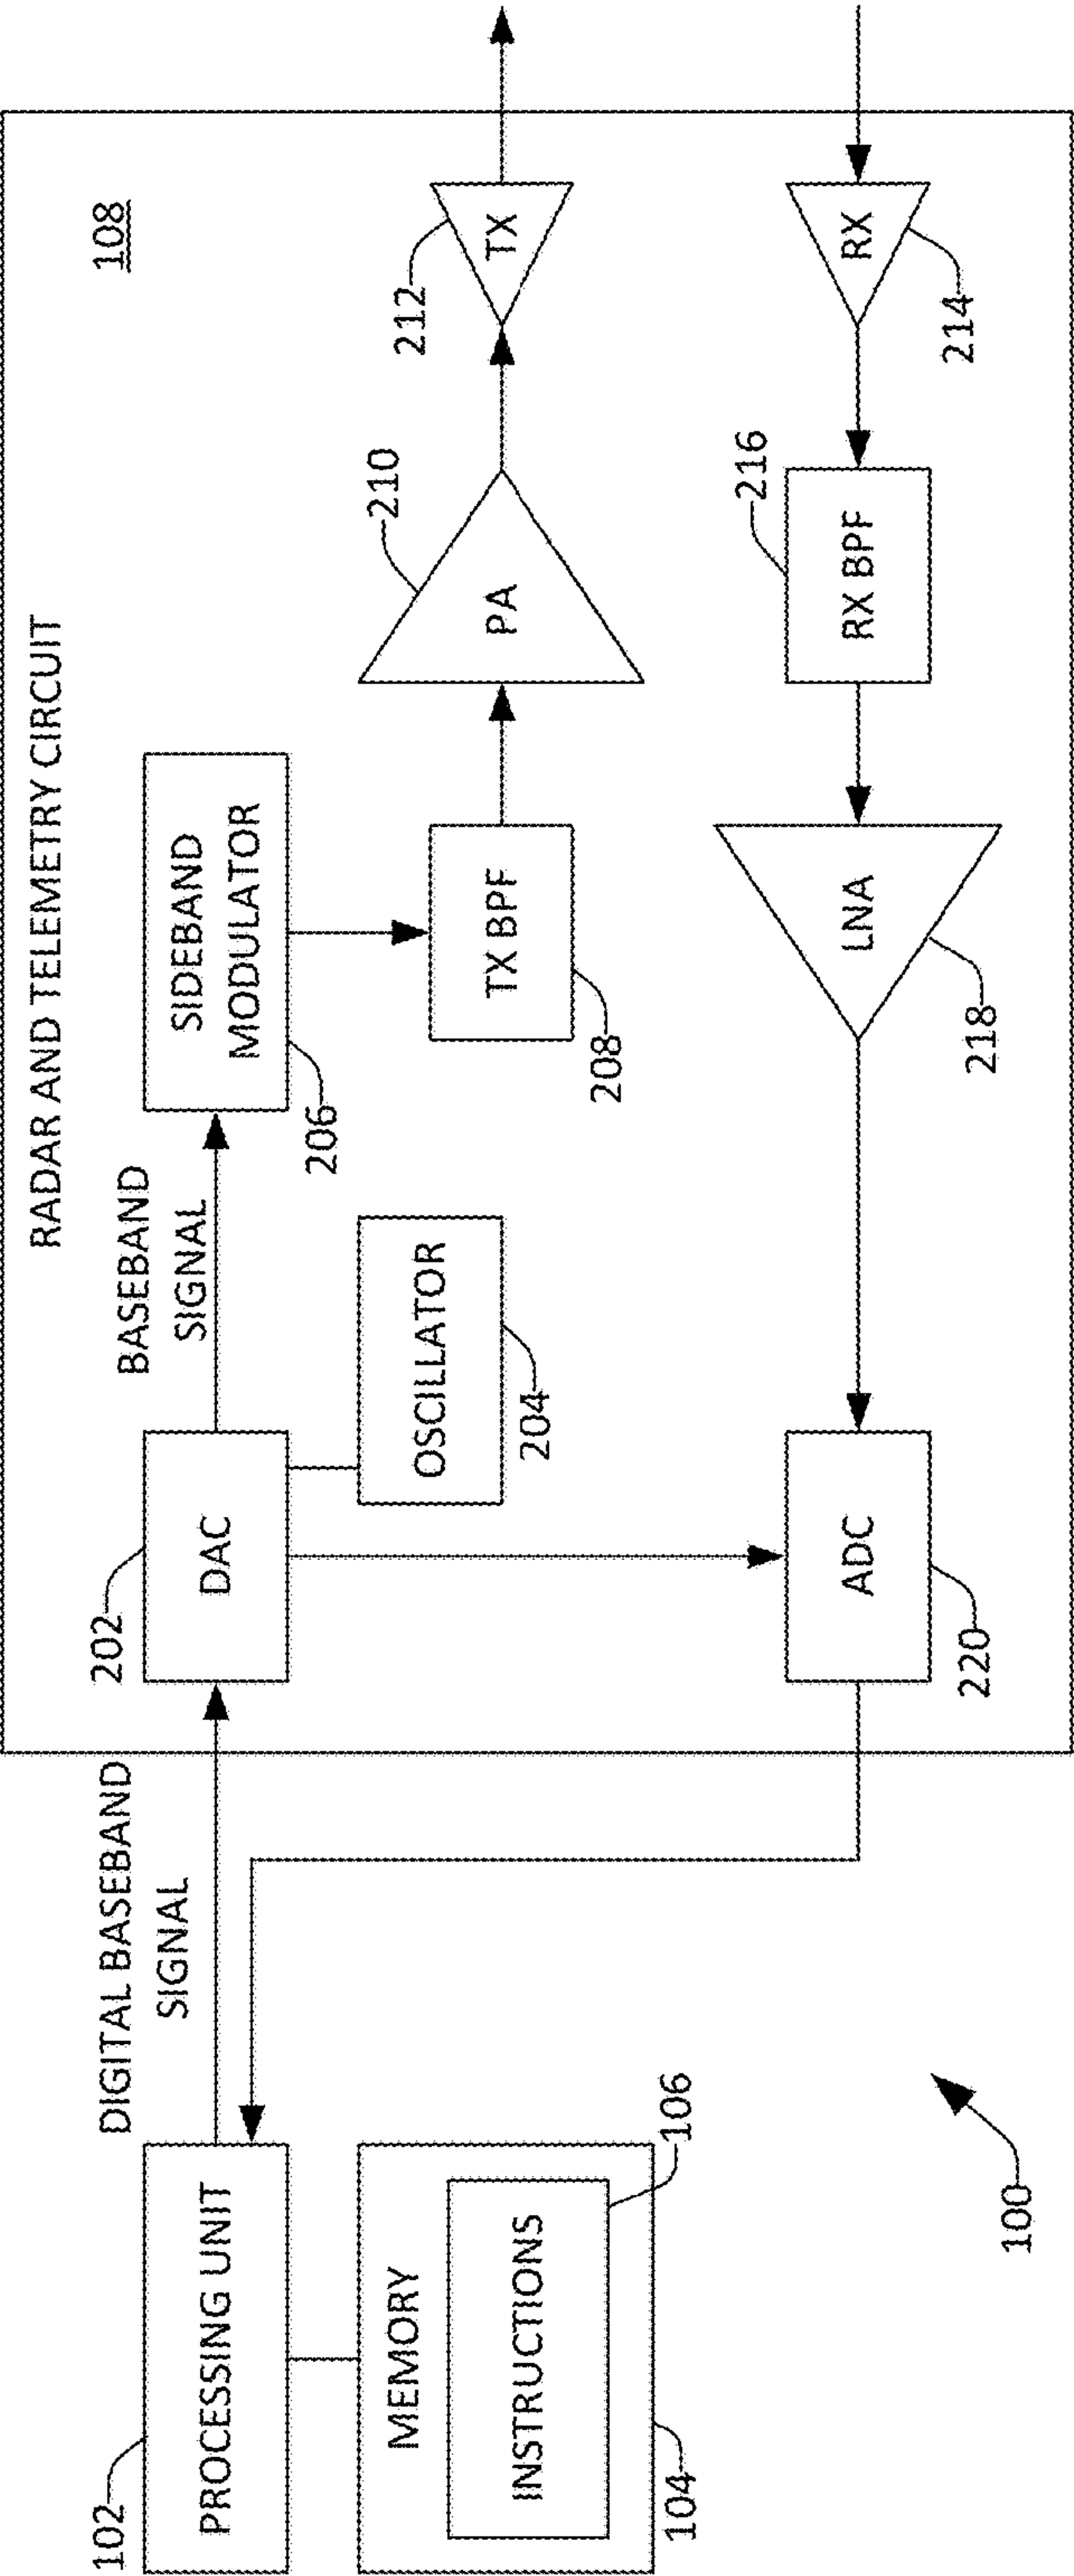 RADAR AND TELEMETRY CIRCUIT
108
102
PROCESSING UNIT
MEMORY
INSTRUCTIONS
106
104
DIGITAL BASEBAND
SIGNAL
202
DAC
BASEBAND
SIGNAL
OSCILLATOR
204
SIDEBAND
MODULATOR
206
TX BPF
208
210
PA
212
TX
RX
214
216
RX BPF
LNA
218
ADC
220
100